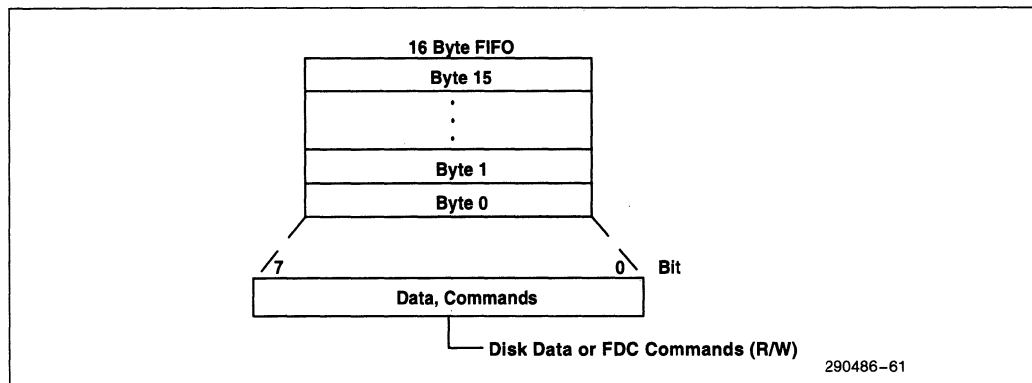 16 Byte FIFO
Byte 15
Byte 1
Byte 0
7 0 Bit
Data, Commands
Disk Data or FDC Commands (R/W)
290486–61